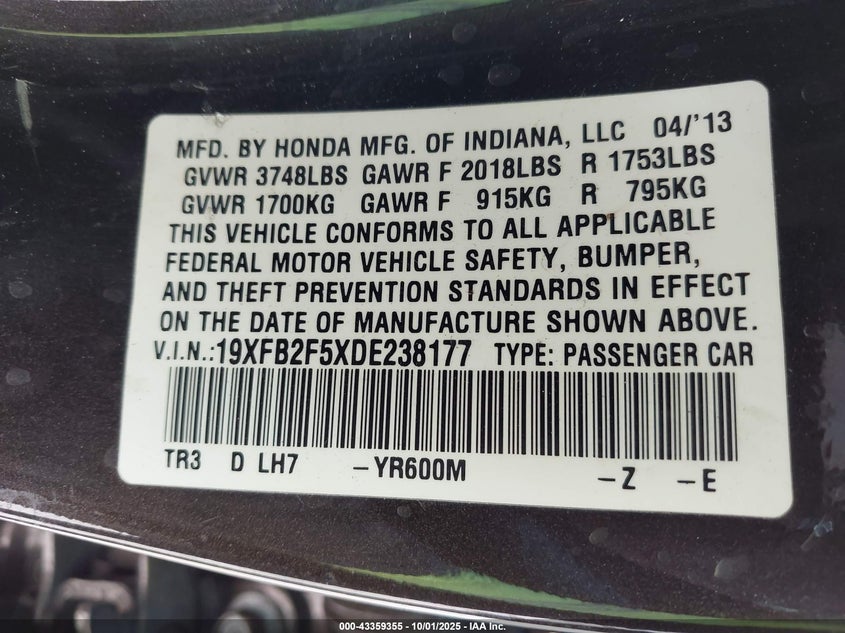 MFD. BY HONDA MFG. OF INDIANA, LLC 04/'13
GVWR 3748LBS GAWR F 2018LBS R 1753LBS
GVWR 1700KG GAWR F 915KG R 795KG
THIS VEHICLE CONFORMS TO ALL APPLICABLE
FEDERAL MOTOR VEHICLE SAFETY, BUMPER,
AND THEFT PREVENTION STANDARDS IN EFFECT
ON THE DATE OF MANUFACTURE SHOWN ABOVE.
V.I.N.:19XFB2F5XDE238177 TYPE: PASSENGER CAR
TR3 D LH7 -YR600M -Z -E
000-43359355 - 10/01/2025 - IAA Inc.